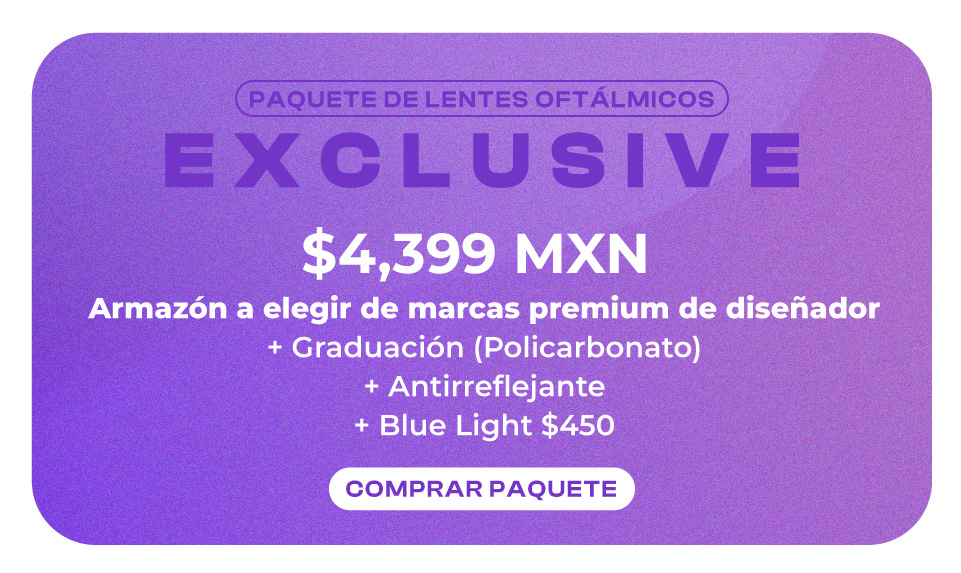 PAQUETE DE LENTES OFTÁLMICOS
EXCLUSIVE
$4,399 MXN
Armazón a elegir de marcas premium de diseñador
+ Graduación (Policarbonato)
+ Antirreflejante
+ Blue Light $450
COMPRAR PAQUETE